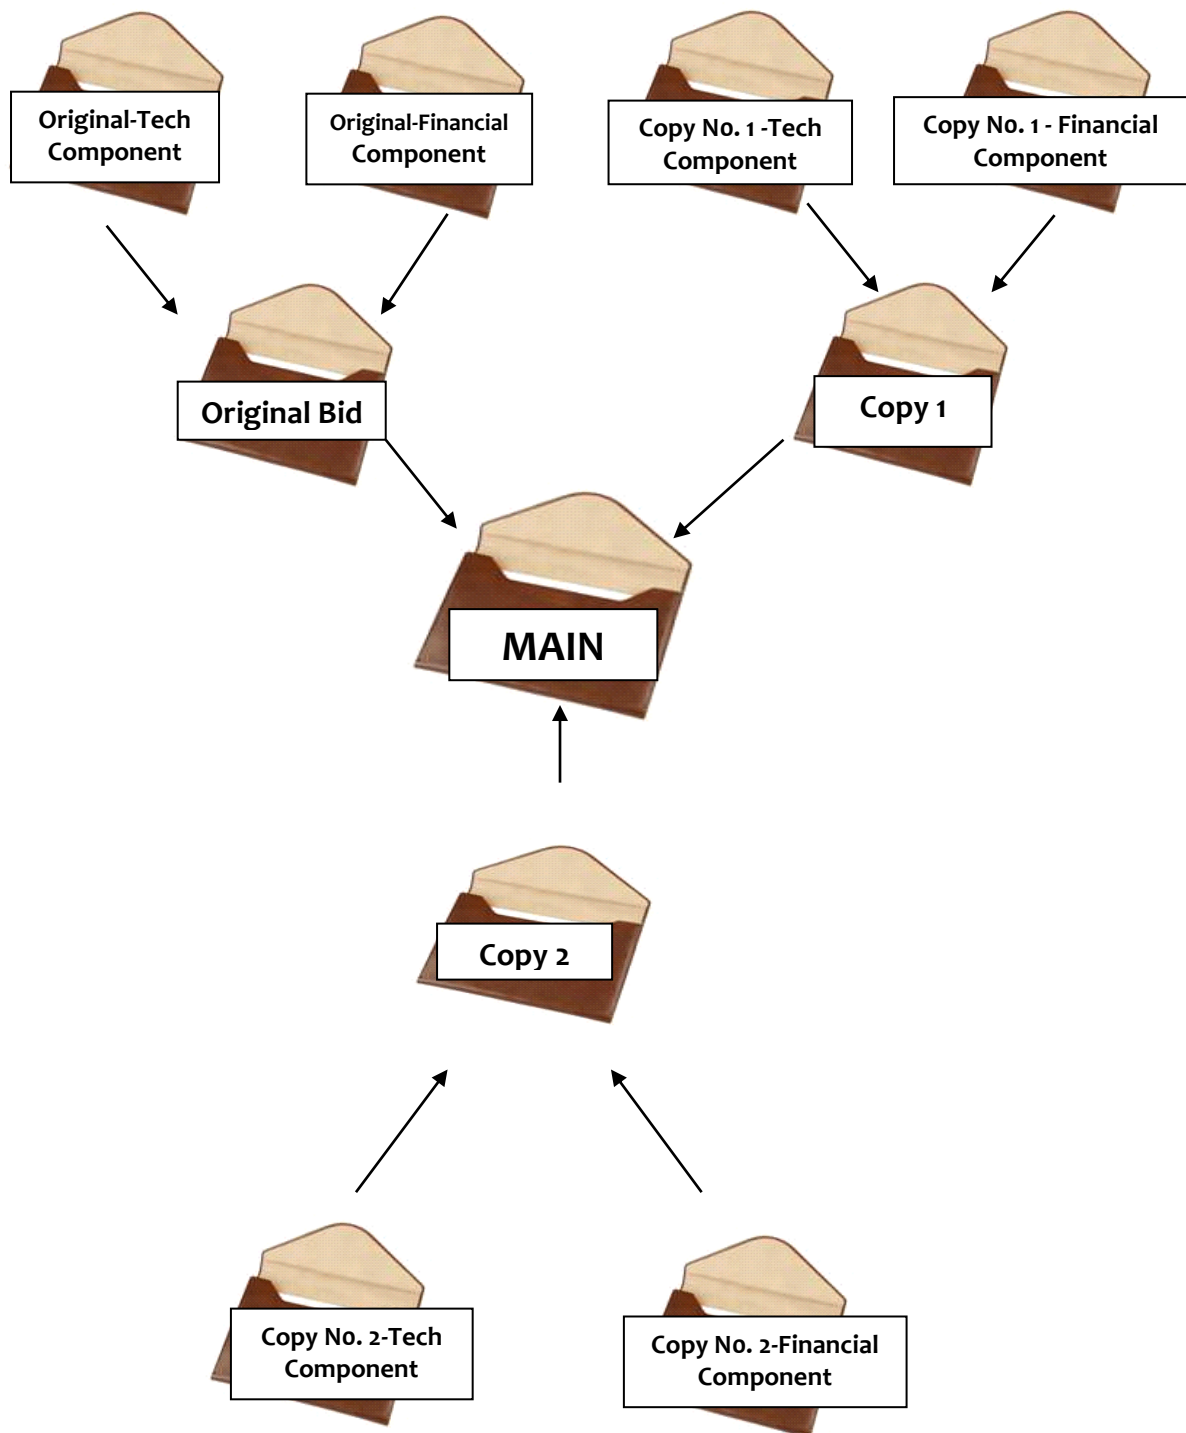 Original-Tech
Component
Original-Financial
Component
Copy No. 1 -Tech
Component
Copy No. 1 - Financial
Component
Original Bid
Copy 1
MAIN
Copy 2
Copy No. 2-Tech
Component
Copy No. 2-Financial
Component